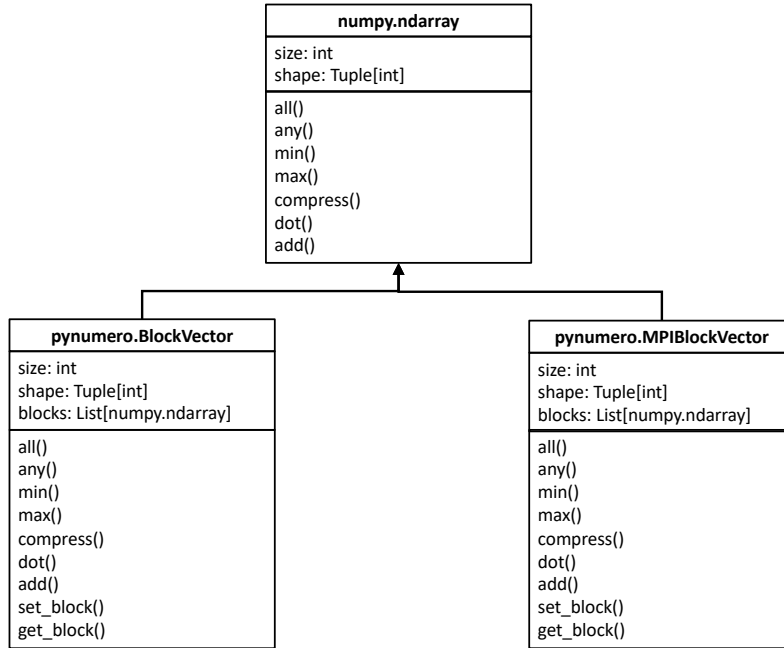 numpy.ndarray
size: int
shape: Tuple[int]
all()
any()
min()
max()
compress()
dot()
add()
pynumero.BlockVector
size: int
shape: Tuple[int]
blocks: List[numpy.ndarray]
all()
any()
min()
max()
compress()
dot()
add()
set_block()
get_block()
pynumero.MPIBlockVector
size: int
shape: Tuple[int]
blocks: List[numpy.ndarray]
all()
any()
min()
max()
compress()
dot()
add()
set_block()
get_block()